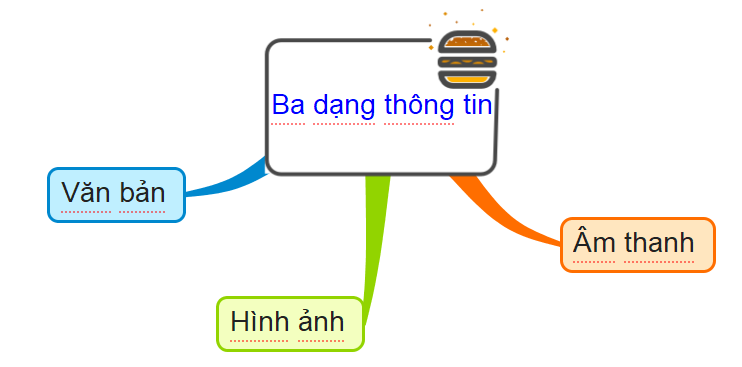 Ba dạng thông tin
Văn bản
Âm thanh
Hình ảnh